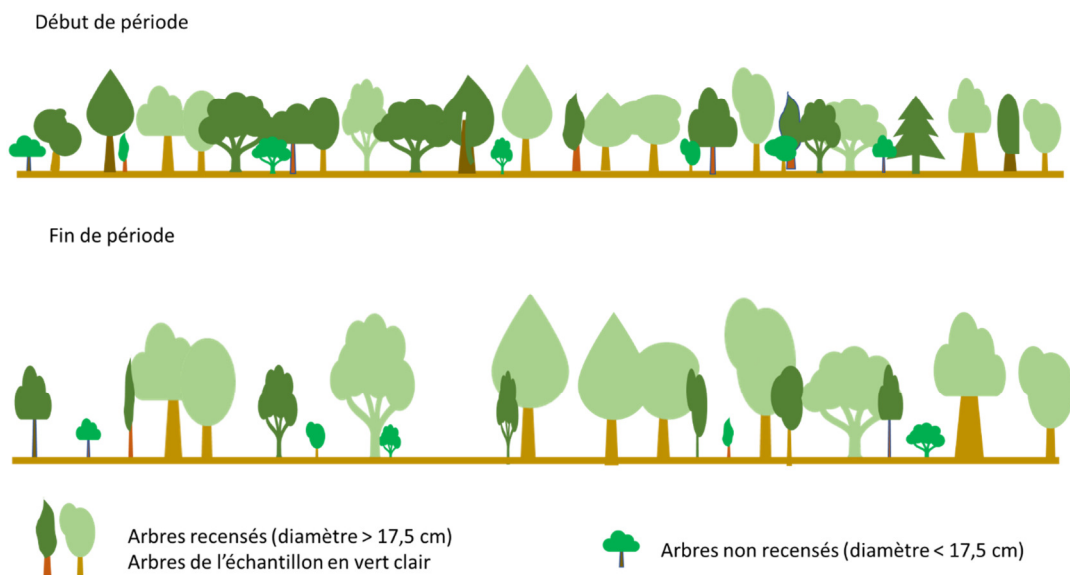 Début de période
Fin de période
Arbres recensés (diamètre > 17,5 cm)
Arbres de l'échantillon en vert clair
Arbres non recensés (diamètre < 17,5 cm)